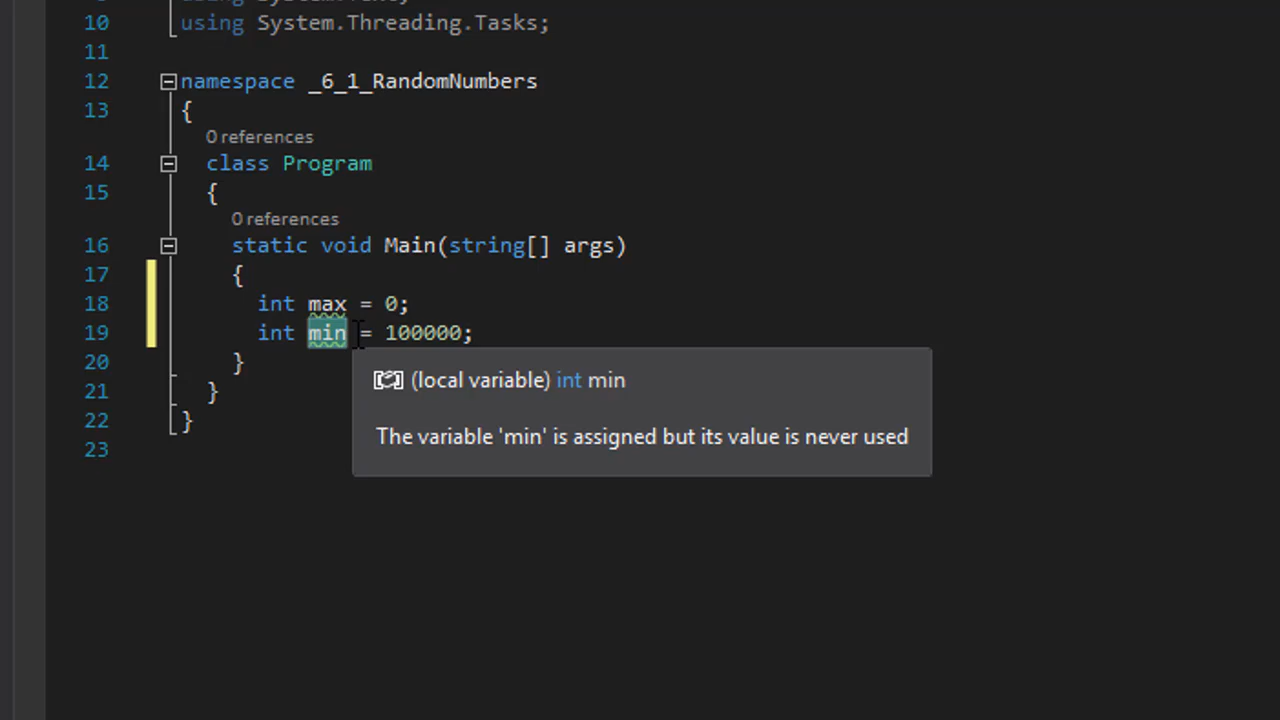 10 using System.Threading.Tasks;
11
12 namespace _6_1_RandomNumbers
13 {
0 references
14 class Program
15 {
0 references
16 static void Main(string[] args)
17 {
18 int max = 0;
19 int min = 100000;
20 }
(local variable) int min
21 }
The variable 'min' is assigned but its value is never used
22 }
23